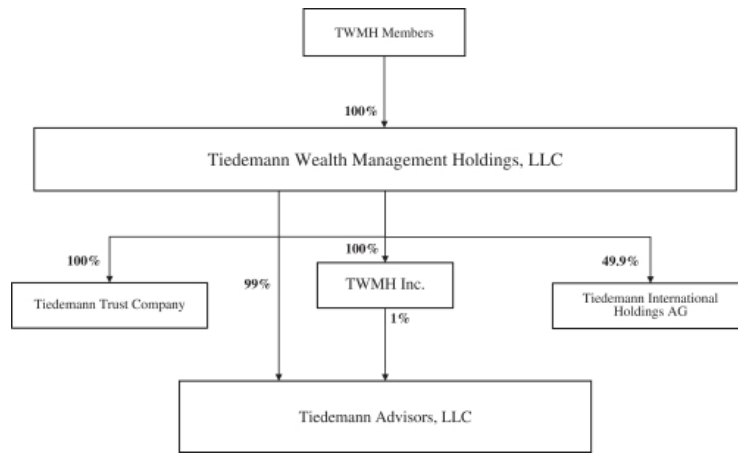 TWMH Members
100%
Tiedemann Wealth Management Holdings, LLC
100%
100%
49.9%
99%
TWMH Inc.
Tiedemann Trust Company
Tiedemann International
Holdings AG
1%
Tiedemann Advisors, LLC